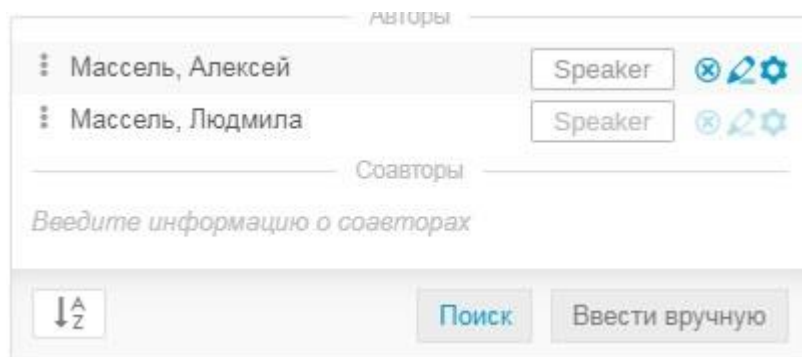 Авторы
Массель, Алексей Speaker
Массель, Людмила Speaker
Соавторы
Введите информацию о соавторах
A
Z
Поиск Ввести вручную